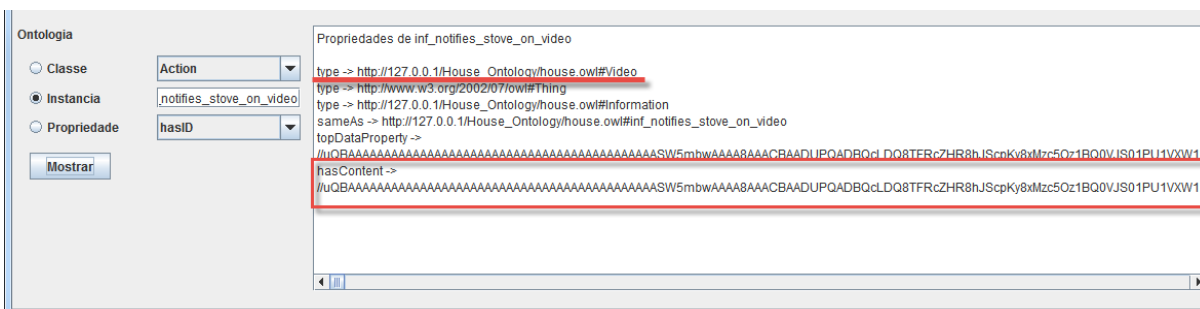 Ontologia
Classe
Action
Instancia
_notifies_stove_on_video
Propriedade
hasID
Mostrar
Propriedades de inf_notifies_stove_on_video
type -> http://127.0.0.1/House_Ontology/house.owl#Video
type -> http://www.w3.org/2002/07/owl#Thing
type -> http://127.0.0.1/House_Ontology/house.owl#Information
sameAs -> http://127.0.0.1/House_Ontology/house.owl#inf_notifies_stove_on_video
topDataProperty ->
hasContent ->